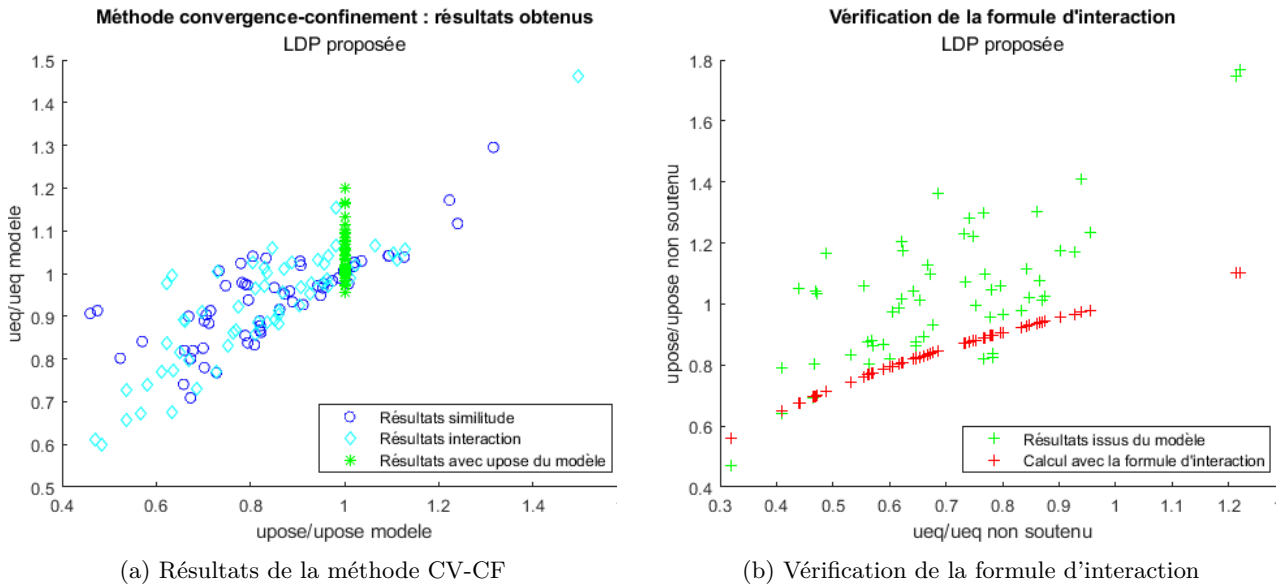 Méthode convergence-confinement : résultats obtenus
LDP proposée
1.5
1.4
1.3
1.2
1.1
1
0.9
0.8
0.7
0.6
0.5
ueq/ueq modele
0.4
0.6
0.8
1
1.2
1.4
upose/upose modele
Résultats similitude
Résultats interaction
Résultats avec upose du modèle
(a) Résultats de la méthode CV-CF
Vérification de la formule d'interaction
LDP proposée
1.8
1.6
1.4
1.2
1
0.8
0.6
0.4
upose/upose non soutenu
0.3
0.4
0.5
0.6
0.7
0.8
0.9
1
1.1
1.2
ueq/ueq non soutenu
Résultats issus du modèle
Calcul avec la formule d'interaction
(b) Vérification de la formule d'interaction